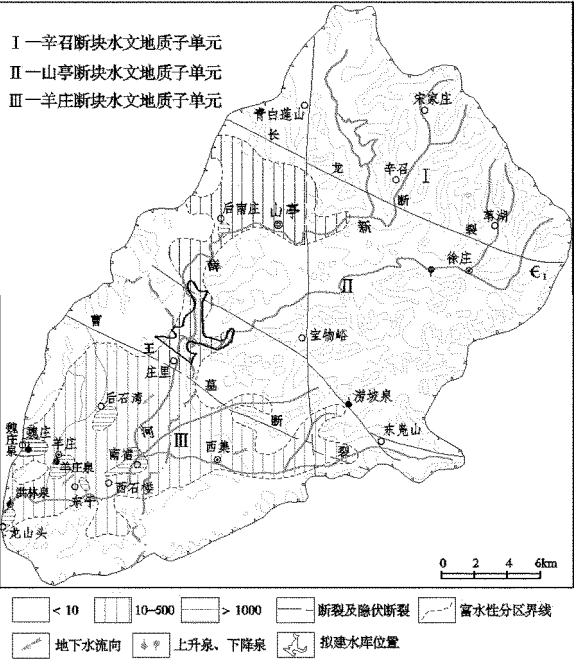 Ⅰ—辛召断块水文地质子单元
Ⅱ—山亭断块水文地质子单元
Ⅲ—羊庄断块水文地质子单元
宋家庄
青白莲山
长
龙
辛召
Ⅰ
断
后南庄
山亭
新
裂
葛湖
徐庄
Є₁
薛
Ⅱ
曹
王
庄里
宝物峪
墓
后石湾
涝坡泉
断
东凫山
河
Ⅲ
裂
魏庄泉
魏庄
羊庄
羊庄泉
南宿
西集
洪林泉
东于
西石楼
龙山头
0 2 4 6km
<10
10-500
>1000
断裂及隐伏断裂
富水性分区界线
地下水流向
上升泉、下降泉
拟建水库位置